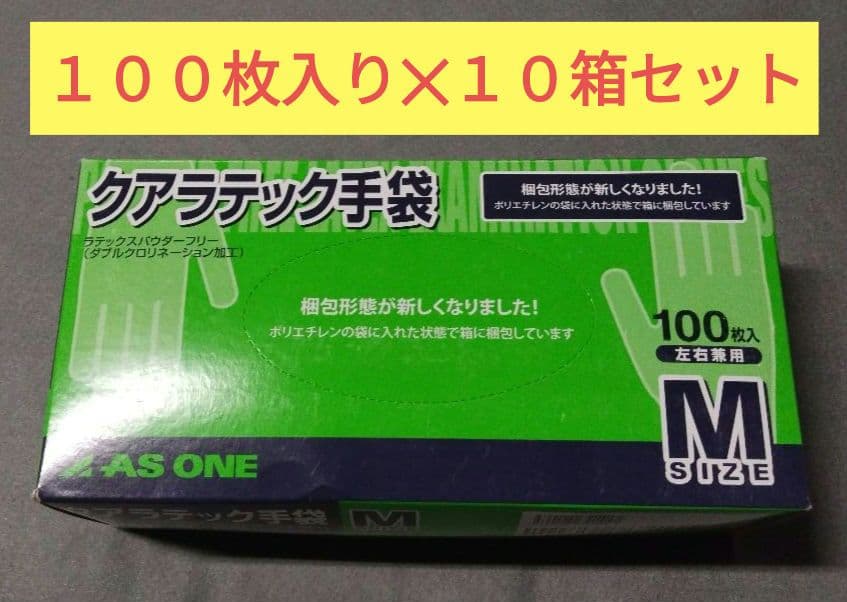 １００枚入り×１０箱セット
クアラテック手袋
梱包形態が新しくなりました！
ポリエチレンの袋に入れた状態で箱に梱包しています
ラテックスパウダーフリー
（ダブルクロリネーション加工）
梱包形態が新しくなりました！
ポリエチレンの袋に入れた状態で箱に梱包しています
100枚入
左右兼用
M
SIZE
AS ONE
クアラテック手袋
M